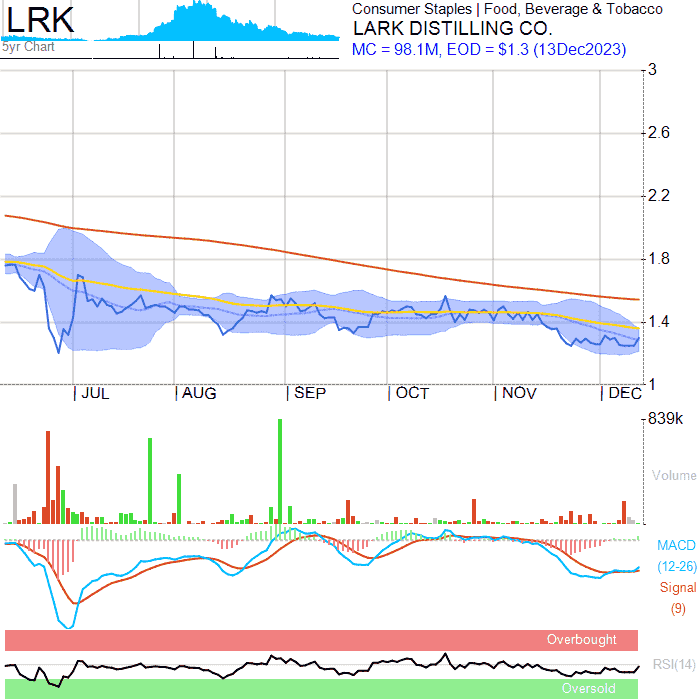 LRK
5yr Chart
Consumer Staples | Food, Beverage & Tobacco
LARK DISTILLING CO.
MC = 98.1M, EOD = $1.3 (13Dec2023)
3
2.6
2.2
1.8
1.4
1
JUL
AUG
SEP
OCT
NOV
DEC
839k
Volume
MACD
(12-26)
Signal
(9)
Overbought
RSI(14)
Oversold